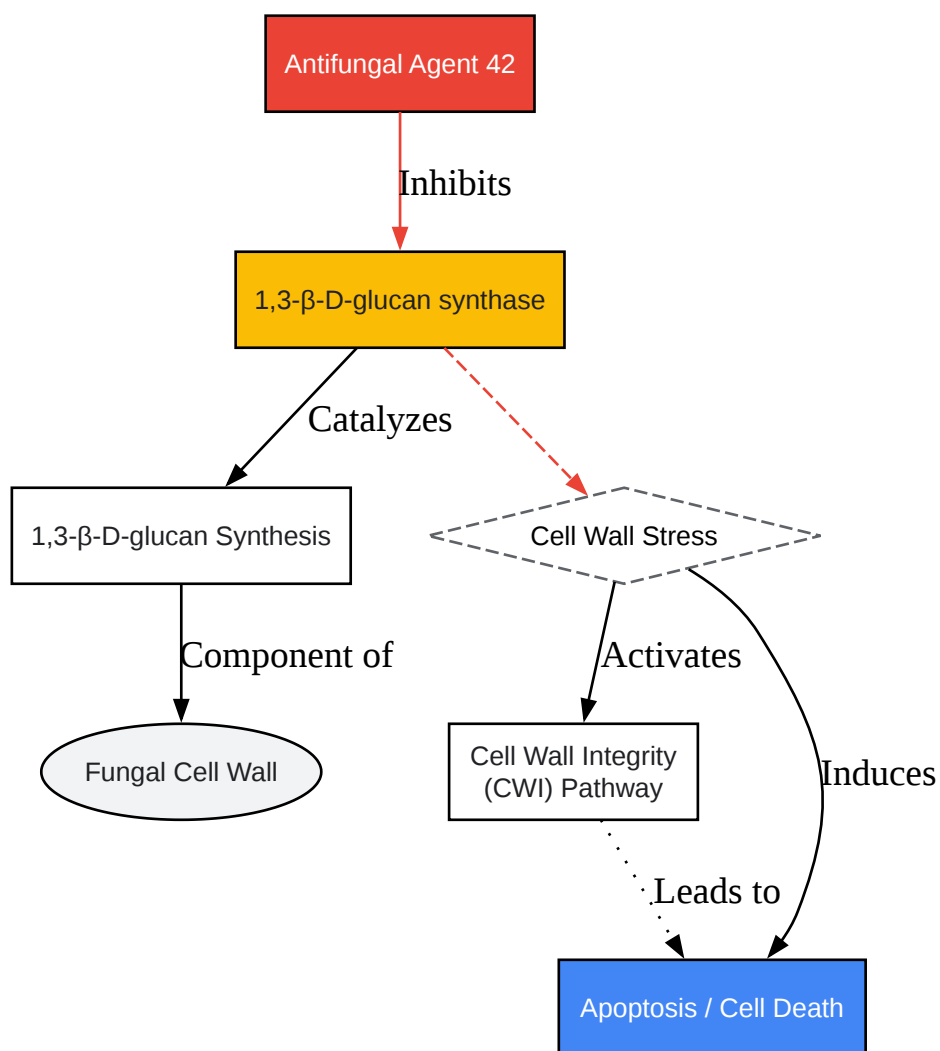 Antifungal Agent 42
Inhibits
1,3-β-D-glucan synthase
Catalyzes
1,3-β-D-glucan Synthesis
Cell Wall Stress
Component of
Activates
Fungal Cell Wall
Cell Wall Integrity
(CWI) Pathway
Induces
Leads to
Apoptosis / Cell Death